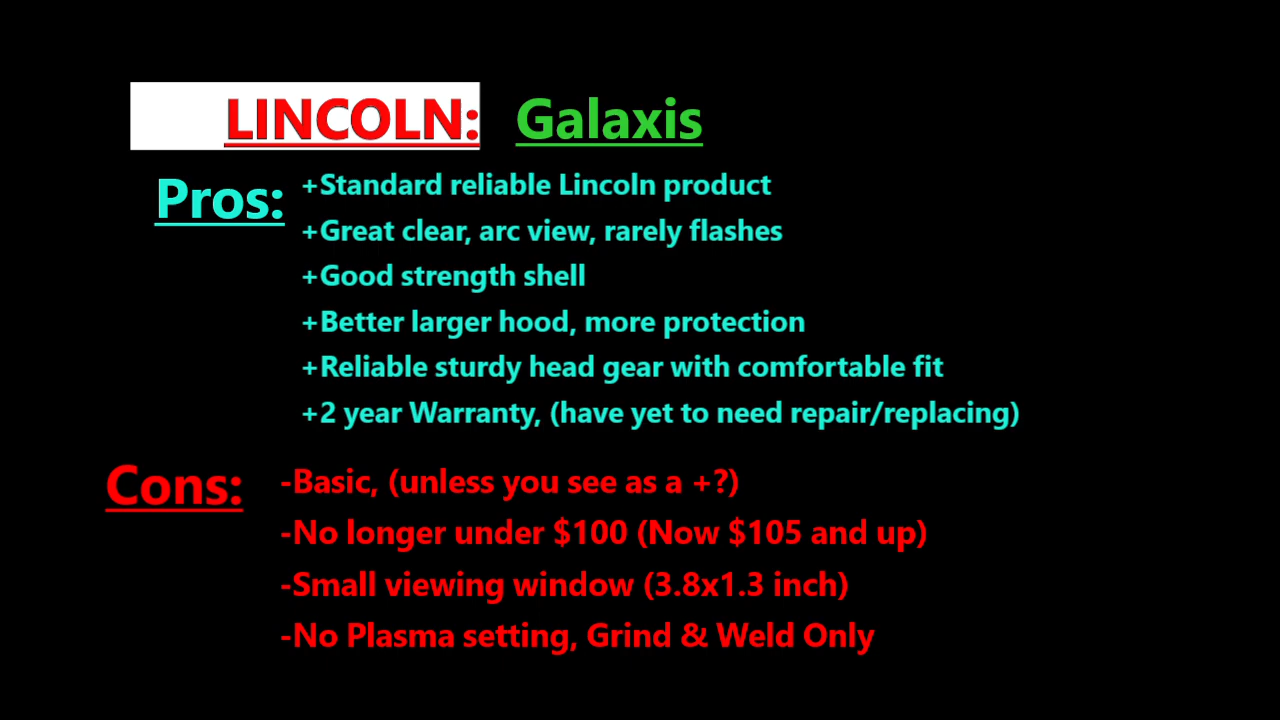 LINCOLN: Galaxis
Pros: +Standard reliable Lincoln product
+Great clear, arc view, rarely flashes
+Good strength shell
+Better larger hood, more protection
+Reliable sturdy head gear with comfortable fit
+2 year Warranty, (have yet to need repair/replacing)
Cons: -Basic, (unless you see as a +?)
-No longer under $100 (Now $105 and up)
-Small viewing window (3.8x1.3 inch)
-No Plasma setting, Grind & Weld Only